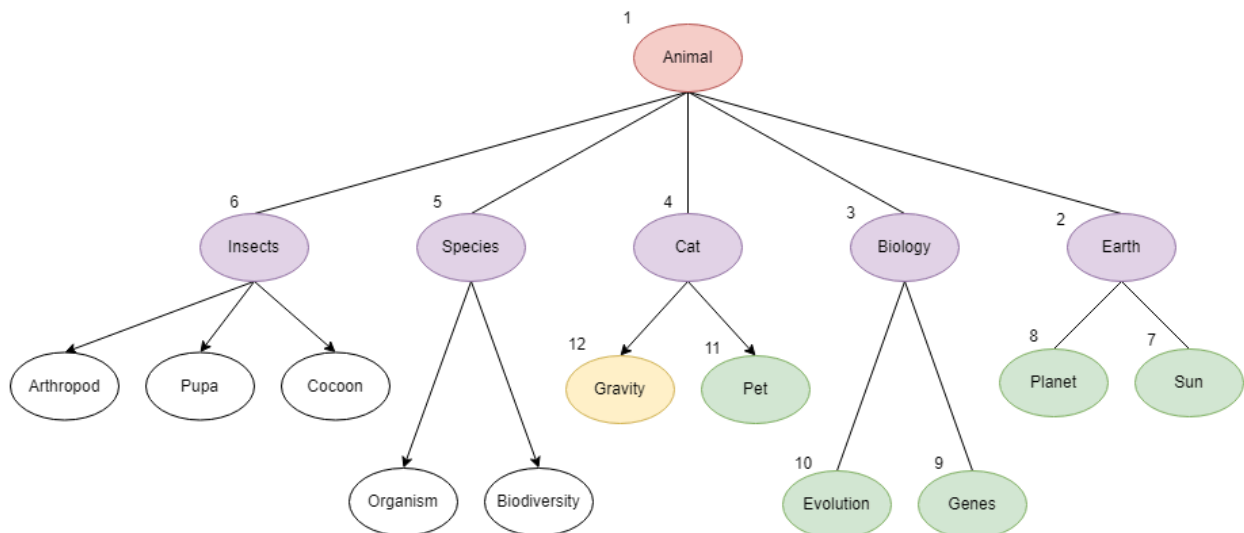 1
Animal
6
5
4
3
2
Insects
Species
Cat
Biology
Earth
12
11
8
7
Arthropod
Pupa
Cocoon
Gravity
Pet
Planet
Sun
10
9
Organism
Biodiversity
Evolution
Genes